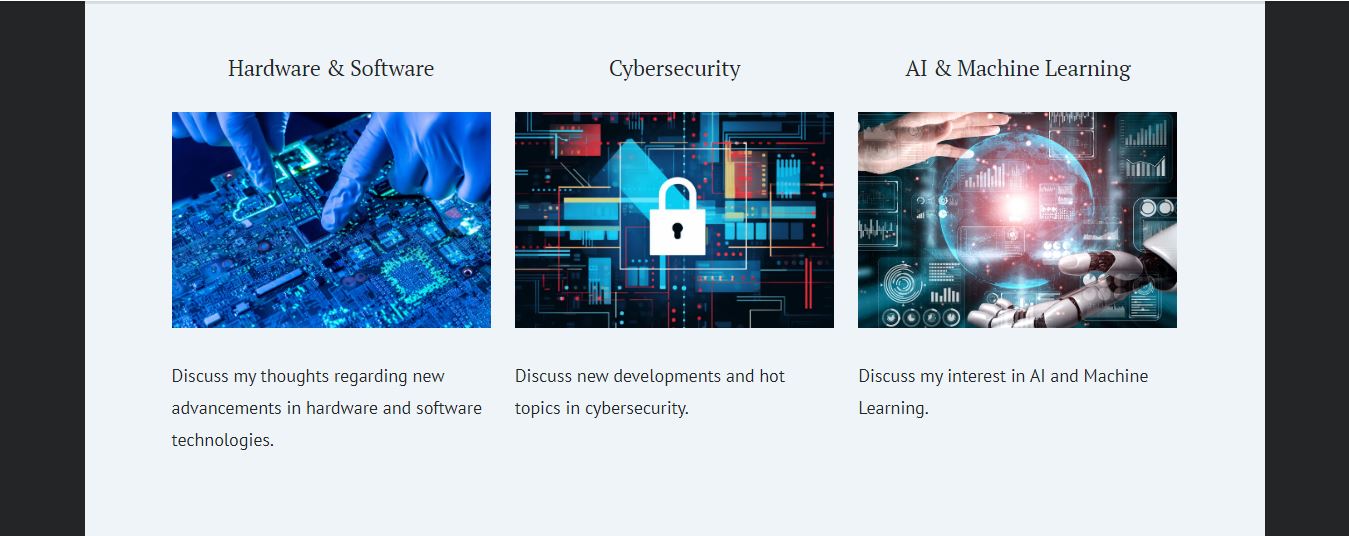 Hardware & Software
Cybersecurity
AI & Machine Learning
Discuss my thoughts regarding new
advancements in hardware and software
technologies.
Discuss new developments and hot
topics in cybersecurity.
Discuss my interest in AI and Machine
Learning.